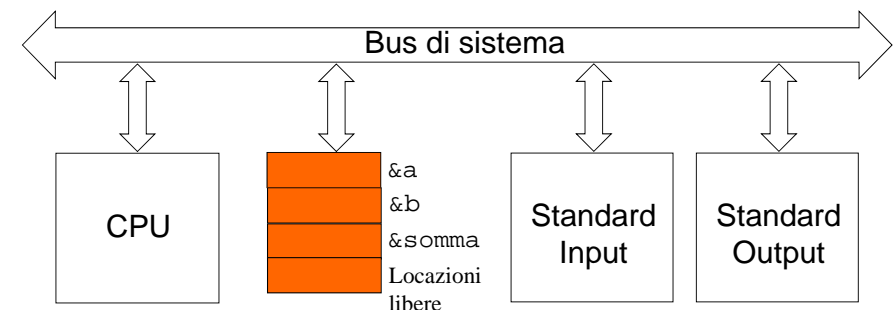 Bus di sistema
CPU
&a
&b
&somma
Locazioni
libere
Standard
Input
Standard
Output